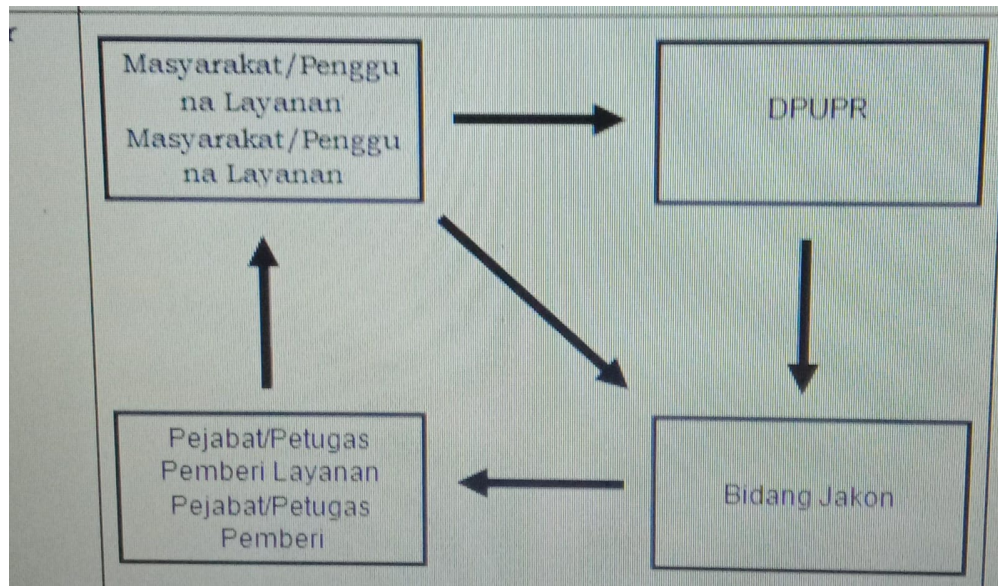 Masyarakat/Penggu
na Layanan
Masyarakat/Penggu
na Layanan
DPUPR
Pejabat/Petugas
Pemberi Layanan
Pejabat/Petugas
Pemberi
Bidang Jakon